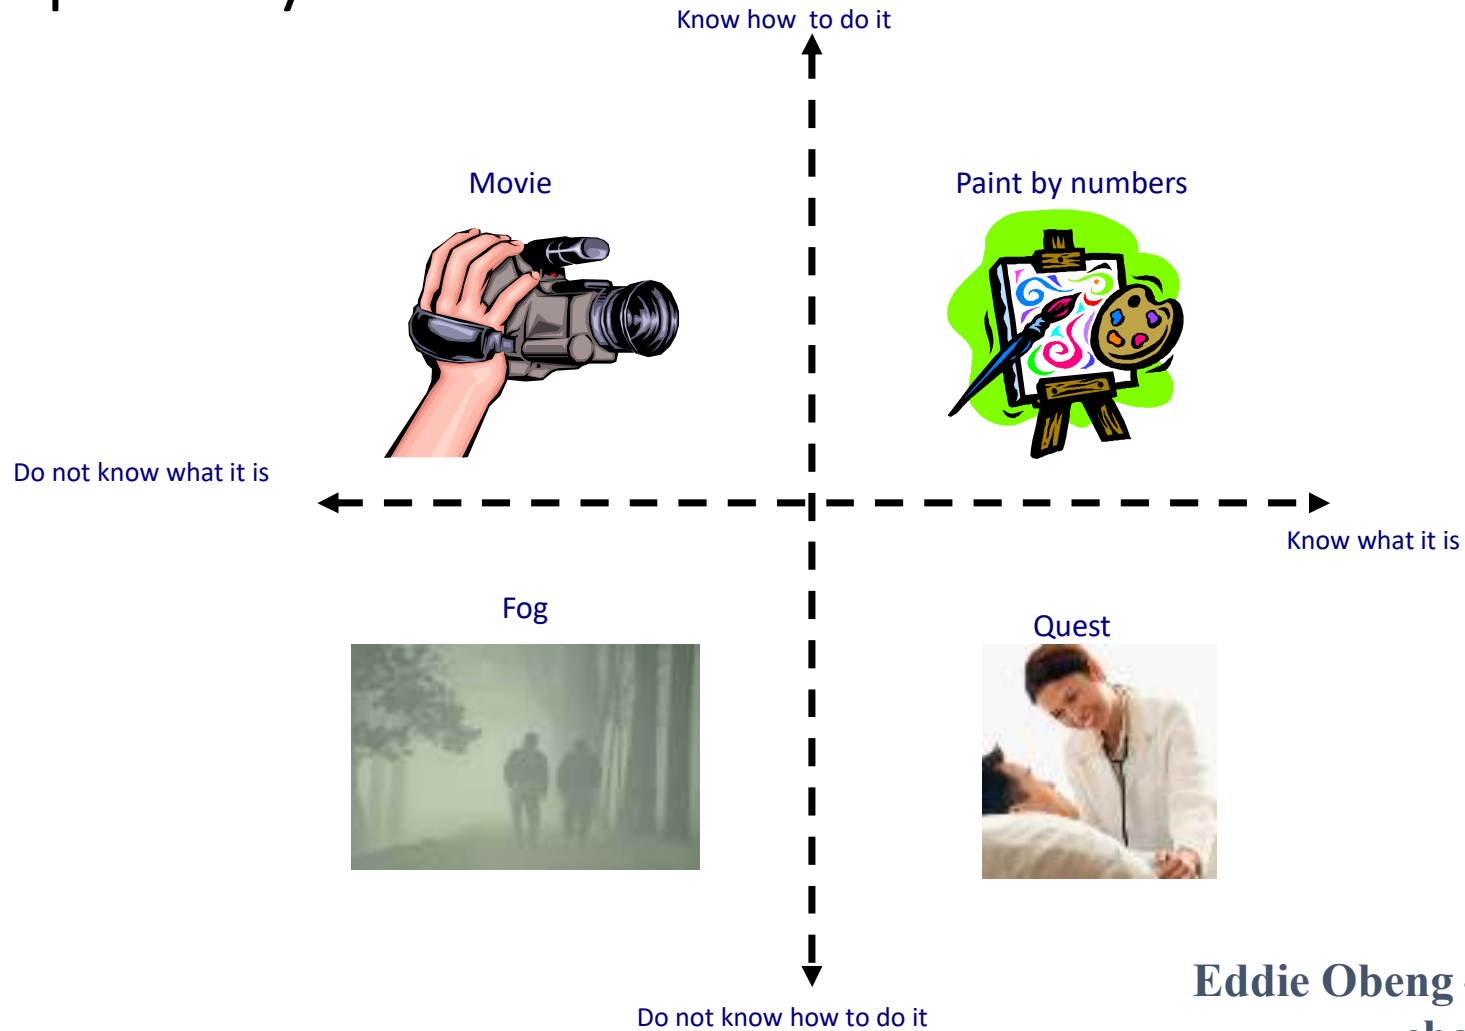 Know how to do it
Movie
Paint by numbers
Do not know what it is
Know what it is
Fog
Quest
Eddie Obeng
Do not know how to do it